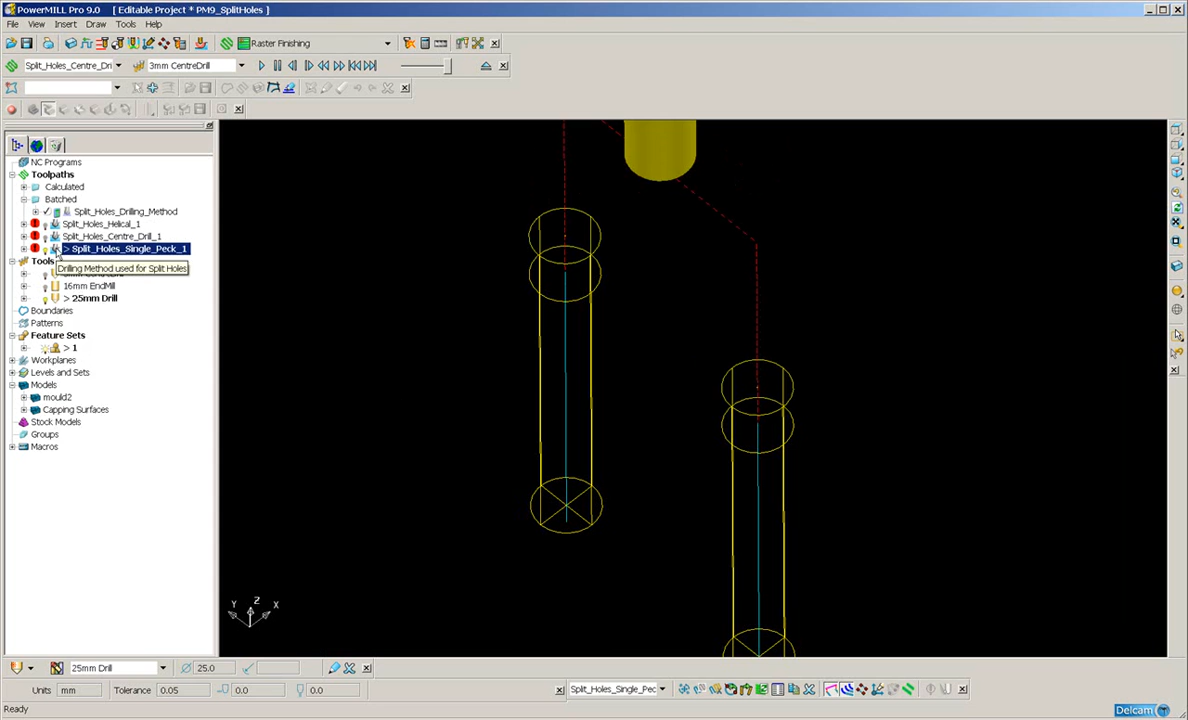 PowerMILL Pro 9.0 [ Editable Project * PM9_SplitHoles ]
File View Insert Draw Tools Help
Raster Finishing
Split_Holes_Centre_Dri 3mm CentreDrill
NC Programs
Toolpaths
Calculated
Batched
Split_Holes_Drilling_Method
Split_Holes_Helical_1
Split_Holes_Centre_Drill_1
> Split_Holes_Single_Peck_1
Tools
Drilling Method used for Split Holes
16mm EndMill
> 25mm Drill
Boundaries
Patterns
Feature Sets
> 1
Workplanes
Levels and Sets
Models
mould2
Capping Surfaces
Stock Models
Groups
Macros
Y Z X
25mm Drill 25.0
Units mm Tolerance 0.05 0.0 0.0 Split_Holes_Single_Pec
Ready
Delcam